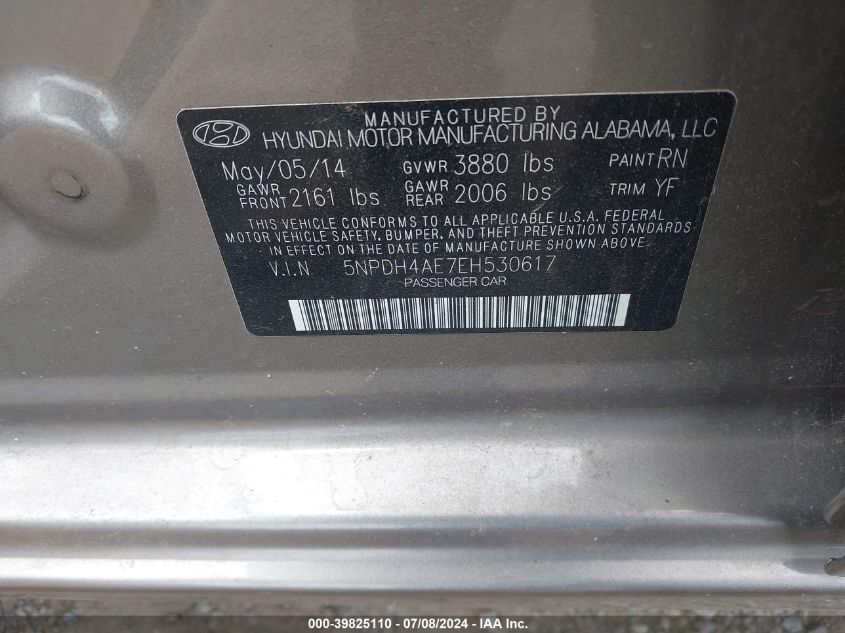 MANUFACTURED BY
HYUNDAI MOTOR MANUFACTURING ALABAMA, LLC
May/05/14 GVWR 3880 lbs PAINT RN
GAWR FRONT 2161 lbs GAWR REAR 2006 lbs TRIM YF
THIS VEHICLE CONFORMS TO ALL APPLICABLE U.S.A. FEDERAL
MOTOR VEHICLE SAFETY, BUMPER, AND THEFT PREVENTION STANDARDS
IN EFFECT ON THE DATE OF MANUFACTURE SHOWN ABOVE.
V.I.N 5NPDH4AE7EH530617
PASSENGER CAR
000-39825110 - 07/08/2024 - IAA Inc.